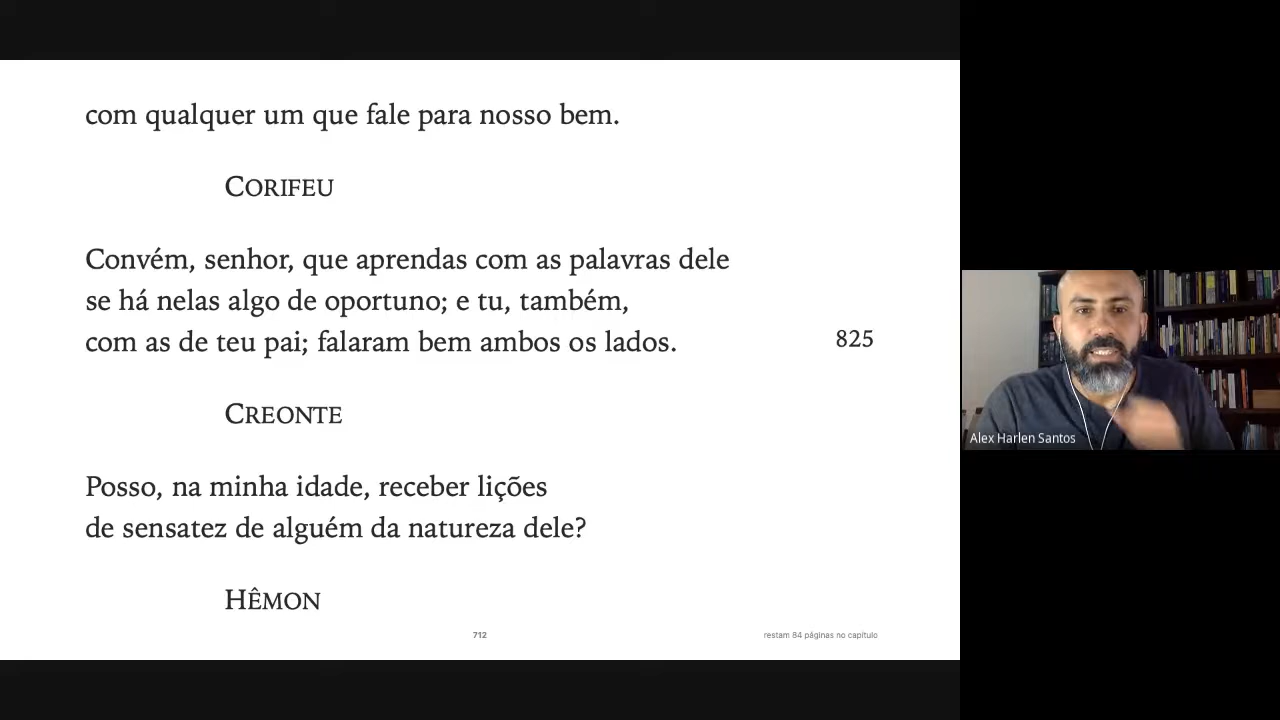 com qualquer um que fale para nosso bem.
CORIFEU
Convém, senhor, que aprendas com as palavras dele
se há nelas algo de oportuno; e tu, também,
com as de teu pai; falaram bem ambos os lados.
825
CREONTE
Posso, na minha idade, receber lições
de sensatez de alguém da natureza dele?
HÊMON
712
restam 84 páginas no capítulo
Alex Harlen Santos